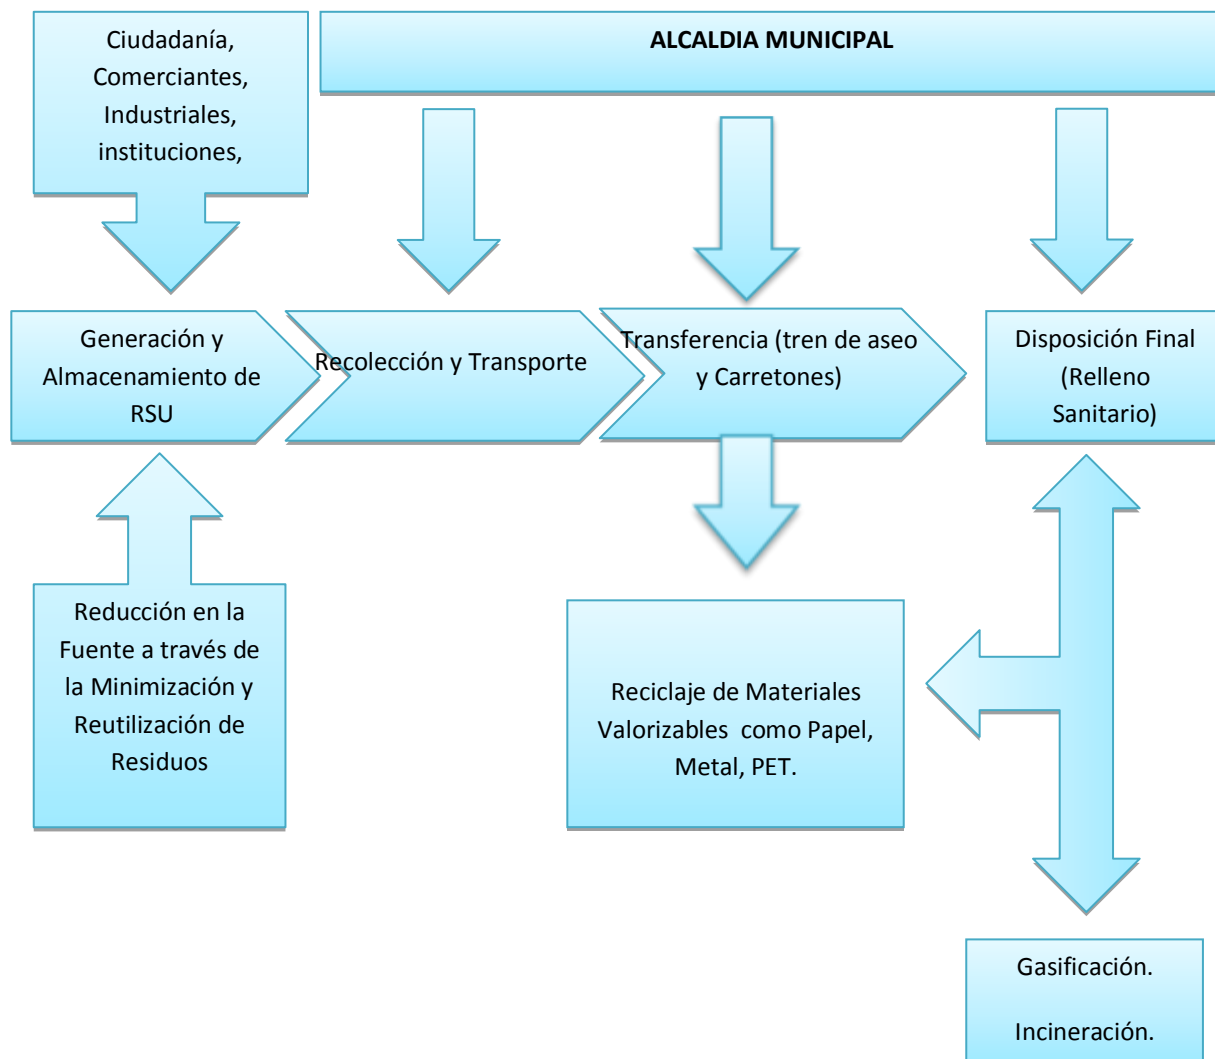 Ciudadanía,
Comerciantes,
Industriales,
instituciones,
ALCALDIA MUNICIPAL
Generación y
Almacenamiento de
RSU
Recolección y Transporte
Transferencia (tren de aseo
y Carretones)
Disposición Final
(Relleno
Sanitario)
Reducción en la
Fuente a través de
la Minimización y
Reutilización de
Residuos
Reciclaje de Materiales
Valorizables como Papel,
Metal, PET.
Gasificación.
Incineración.